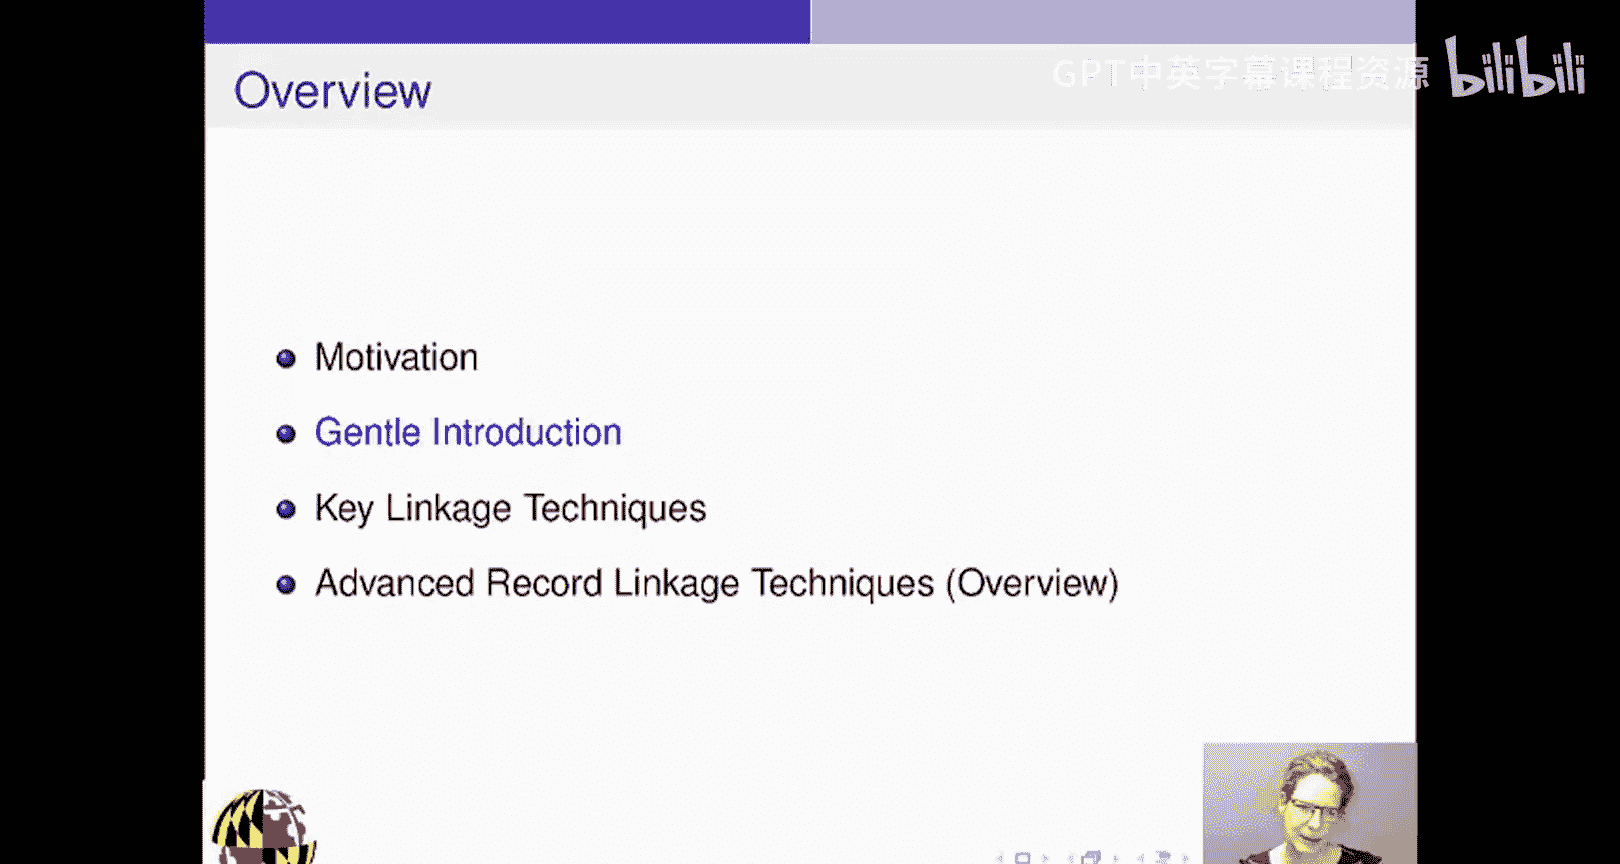 Overview
GPT中英字幕课程资源 bilibili
Motivation
Gentle Introduction
Key Linkage Techniques
Advanced Record Linkage Techniques (Overview)